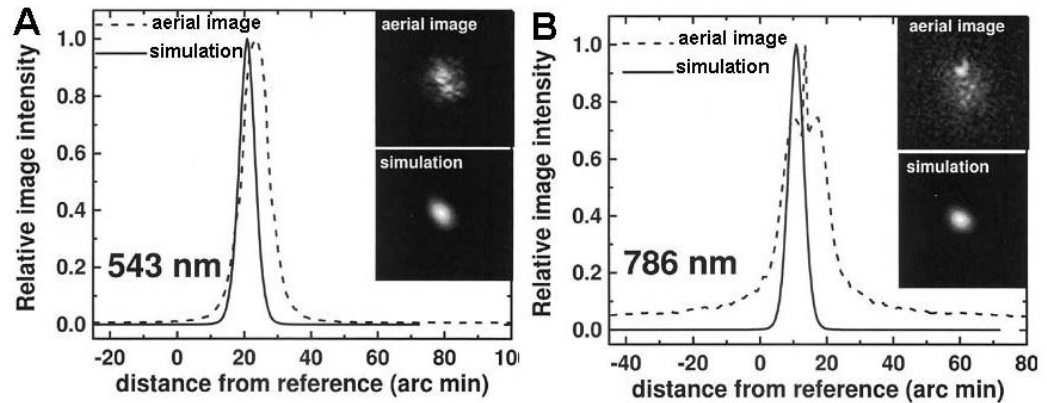 A
aerial image
simulation
aerial image
simulation
543 nm
Relative image intensity
1.0
0.8
0.6
0.4
0.2
0.0
-20 0 20 40 60 80 100
distance from reference (arc min)
B
aerial image
simulation
aerial image
simulation
786 nm
Relative image intensity
1.0
0.8
0.6
0.4
0.2
0.0
-40 -20 0 20 40 60 80
distance from reference (arc min)